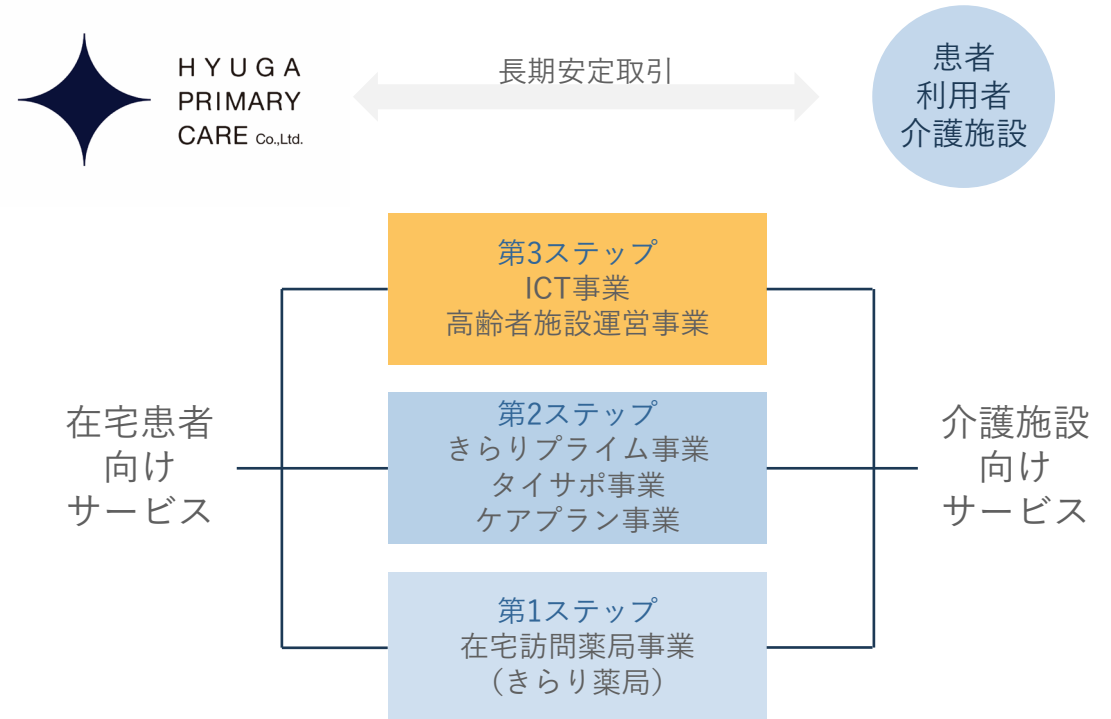 HYUGA
PRIMARY
CARE Co.,Ltd.
長期安定取引
患者
利用者
介護施設
第3ステップ
ICT事業
高齢者施設運営事業
在宅患者
向け
サービス
第2ステップ
きらりプライム事業
タイサポ事業
ケアプラン事業
介護施設
向け
サービス
第1ステップ
在宅訪問薬局事業
（きらり薬局）